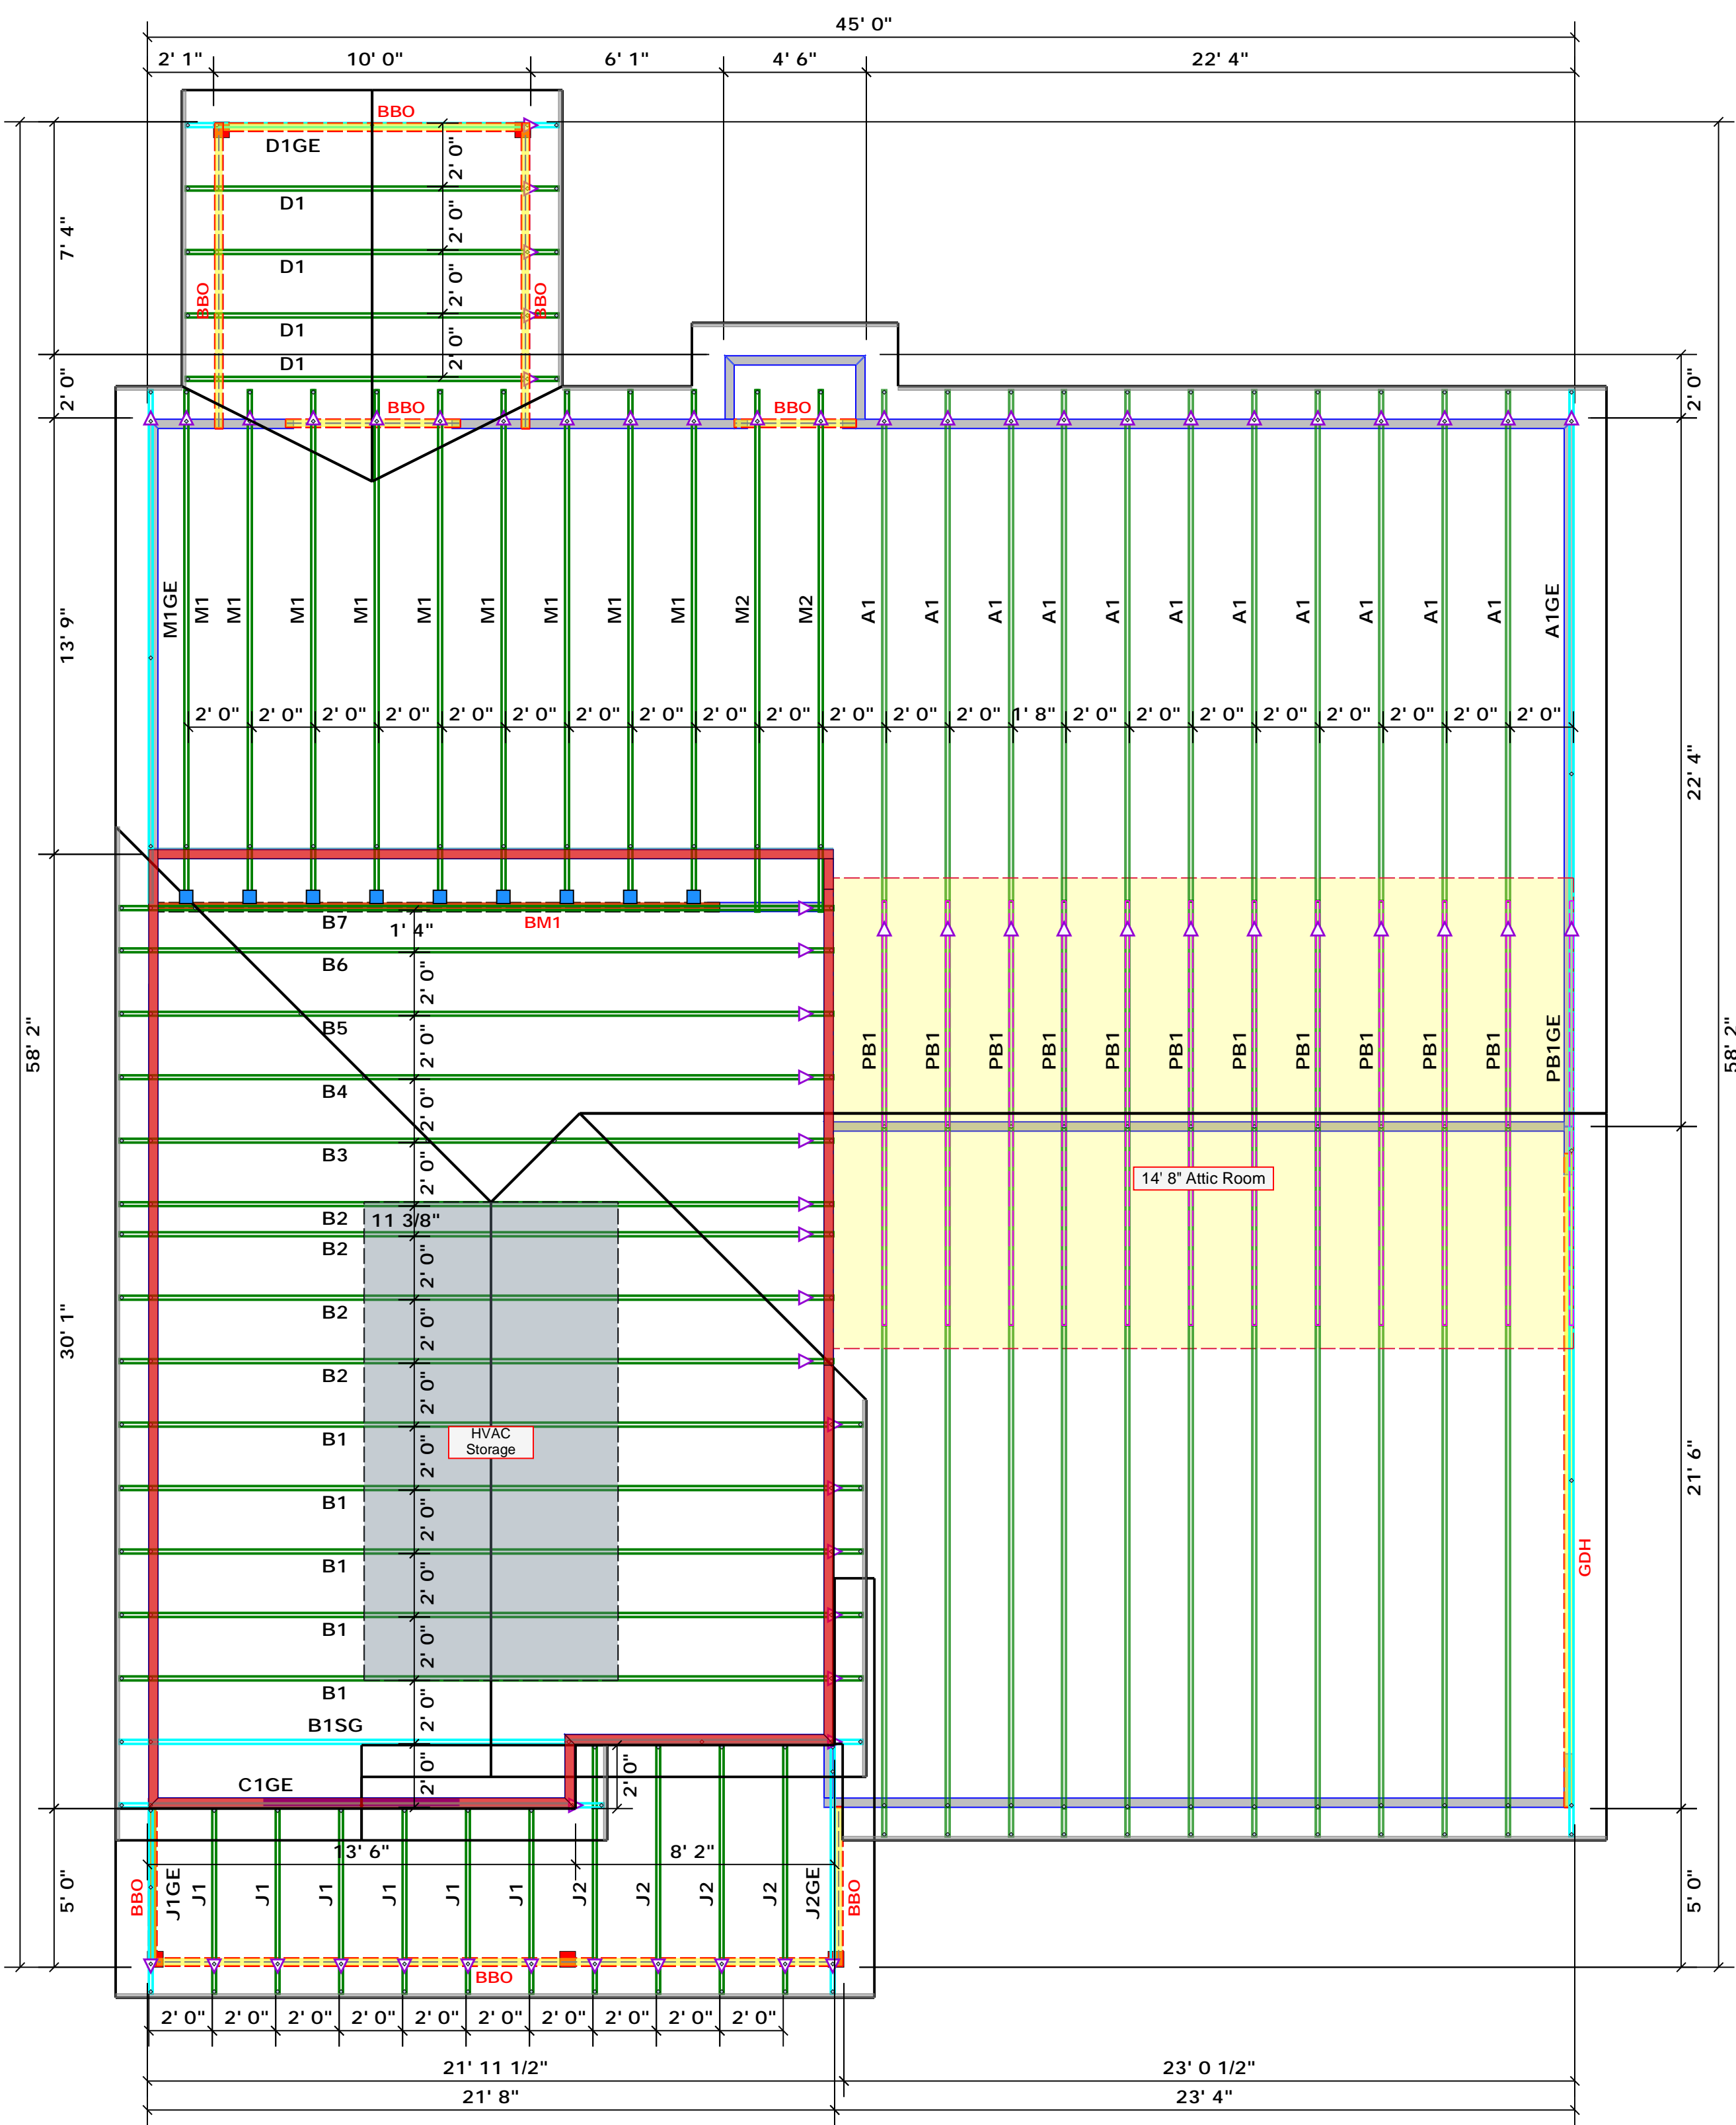 45' 0"
2' 1" 10' 0" 6' 1" 4' 6" 22' 4"
BBO
D1GE
2' 0"
D1
2' 0"
7' 4"
D1
2' 0"
BBO
BBO
D1
2' 0"
D1
2' 0"
2' 0"
BBO
BBO
13' 9"
M1GE M1 M1 M1 M1 M1 M1 M1 M1 M1 M2 M2 A1 A1 A1 A1 A1 A1 A1 A1 A1 A1 A1 A1GE
2' 0" 2' 0" 2' 0" 2' 0" 2' 0" 2' 0" 2' 0" 2' 0" 2' 0" 2' 0" 2' 0" 2' 0" 1' 8" 2' 0" 2' 0" 2' 0" 2' 0" 2' 0" 2' 0" 2' 0" 2' 0"
22' 4"
B7 BM1
1' 4"
B6
2' 0"
B5
2' 0"
58' 2"
58' 2"
PB1 PB1 PB1 PB1 PB1 PB1 PB1 PB1 PB1 PB1 PB1 PB1GE
B4
2' 0"
B3
2' 0"
14' 8" Attic Room
B2
11 3/8"
B2
2' 0"
B2
2' 0"
30' 1"
B2
2' 0"
B1
HVAC
Storage
2' 0"
21' 6"
B1
2' 0"
B1
GDH
2' 0"
B1
2' 0"
B1
2' 0"
B1SG
2' 0"
2' 0"
C1GE
13' 6" 8' 2"
5' 0"
5' 0"
BBO J1GE J1 J1 J1 J1 J1 J1 J2 J2 J2 J2 J2GE BBO
BBO
2' 0" 2' 0" 2' 0" 2' 0" 2' 0" 2' 0" 2' 0" 2' 0" 2' 0" 2' 0"
21' 11 1/2" 23' 0 1/2"
21' 8" 23' 4"